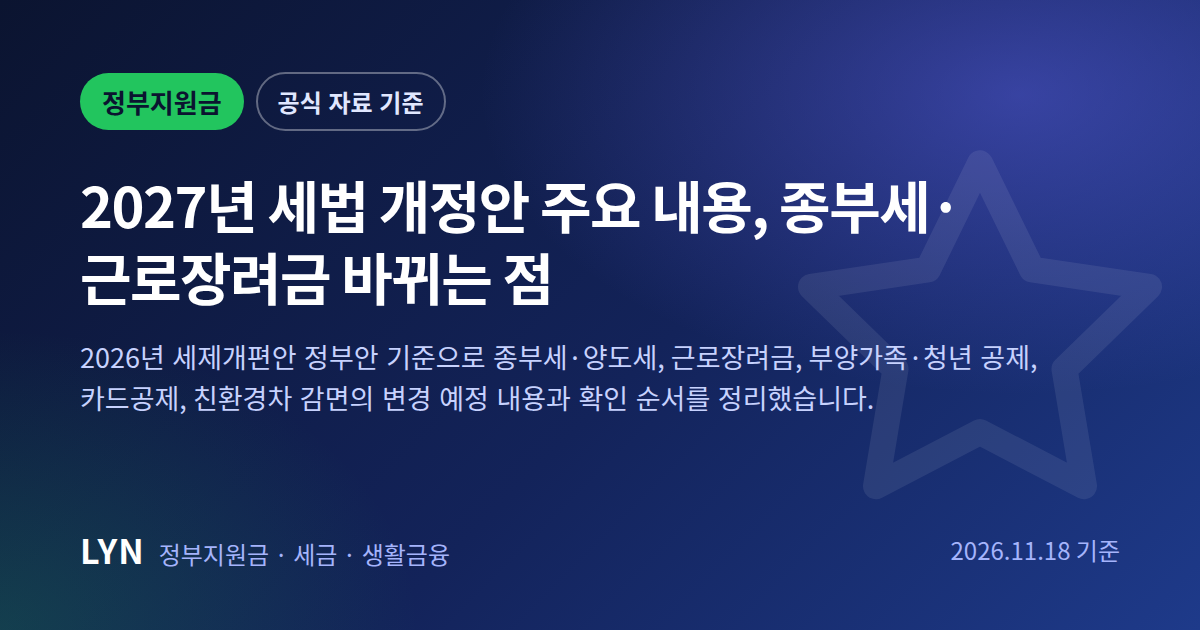 정부지원금
공식 자료 기준
2027년 세법 개정안 주요 내용, 종부세·
근로장려금 바뀌는 점
2026년 세제개편안 정부안 기준으로 종부세·양도세, 근로장려금, 부양가족·청년 공제,
카드공제, 친환경차 감면의 변경 예정 내용과 확인 순서를 정리했습니다.
LYN 정부지원금 · 세금 · 생활금융
2026.11.18 기준